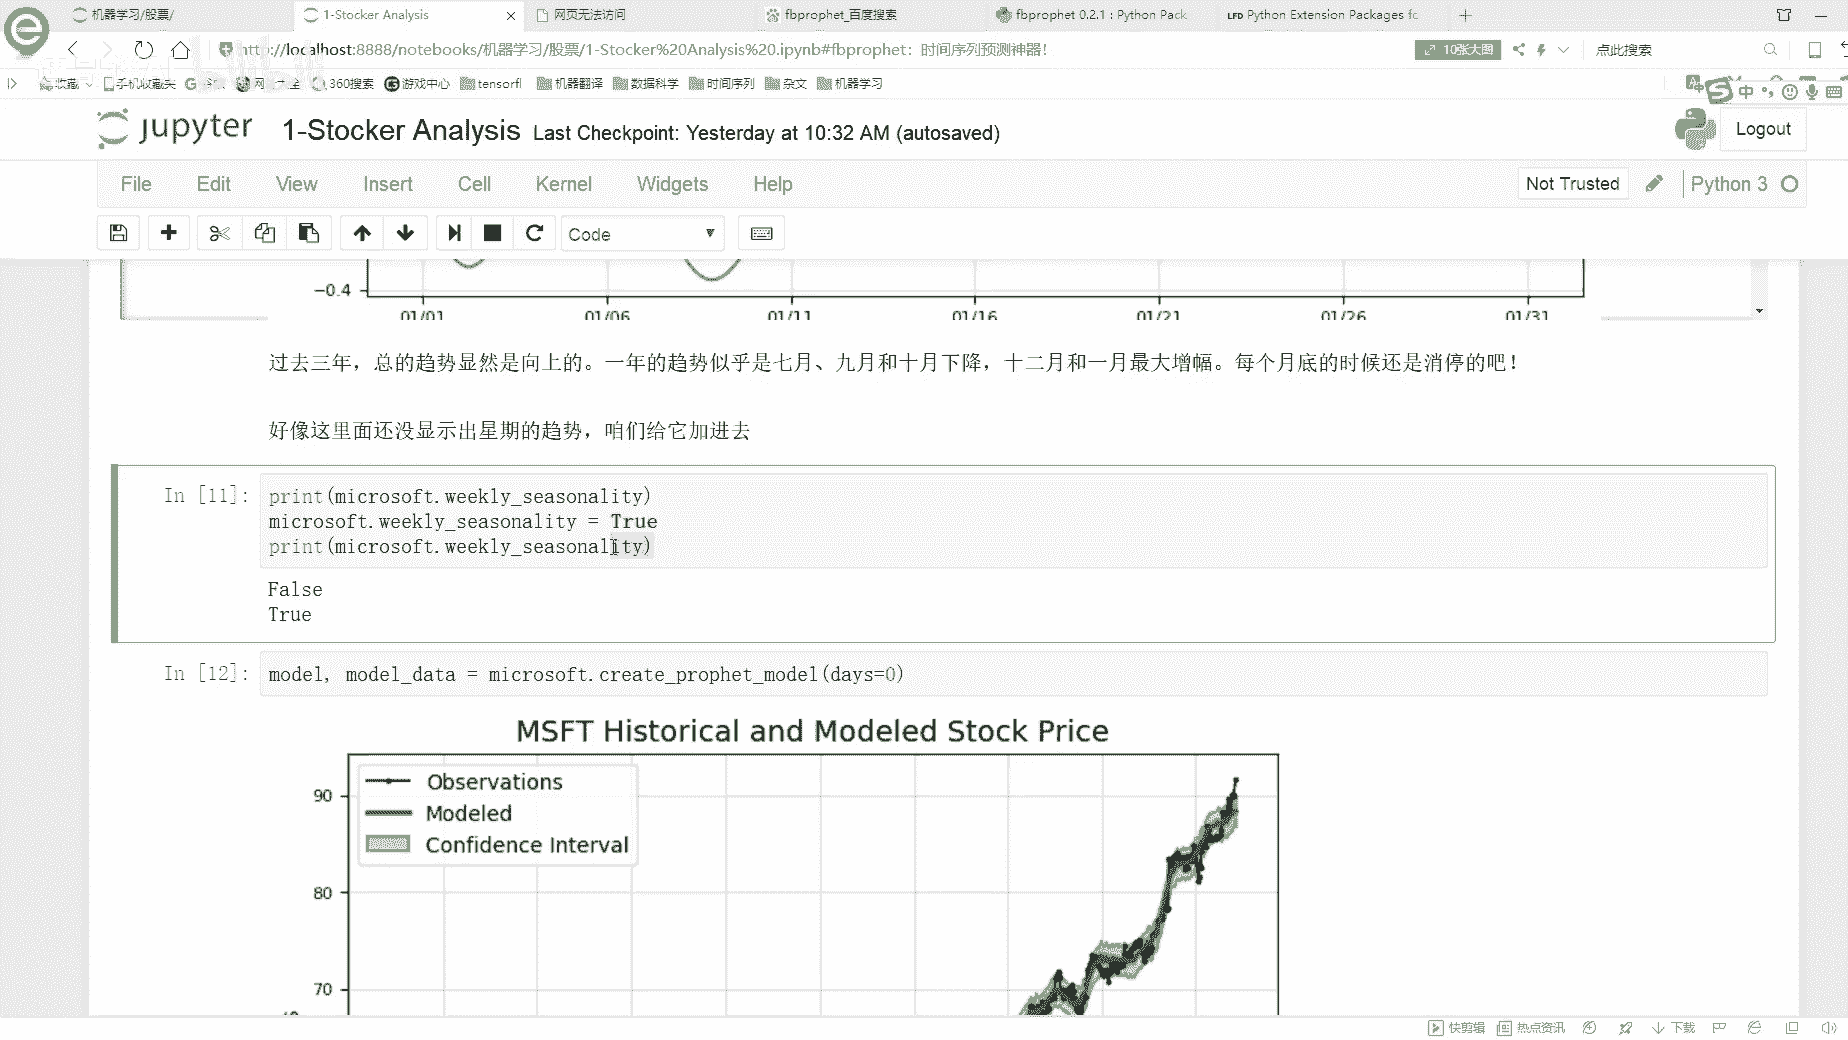 机器学习/股票/
1-Stocker Analysis
网页无法访问
fbprophet_百度搜索
fbprophet 0.2.1 : Python Pack
LFD Python Extension Packages fo
http://localhost:8888/notebooks/机器学习/股票/1-Stocker%20Analysis%20.ipynb#fbprophet: 时间序列预测神器!
10张大图
点此搜索
收藏
手机收藏夹
360搜索
游戏中心
tensorfl
机器翻译
数据科学
时间序列
杂文
机器学习
中
jupyter
1-Stocker Analysis
Last Checkpoint: Yesterday at 10:32 AM (autosaved)
Logout
File
Edit
View
Insert
Cell
Kernel
Widgets
Help
Not Trusted
Python 3
Code
−0.4
01/01 01/06 01/11 01/16 01/21 01/26 01/31
过去三年，总的趋势显然是向上的。一年的趋势似乎是七月、九月和十月下降，十二月和一月最大增幅。每个月底的时候还是消停的吧！
好像这里面还没显示出星期的趋势，咱们给它加进去
In [11]:
print(microsoft.weekly_seasonality)
microsoft.weekly_seasonality = True
print(microsoft.weekly_seasonality)
False
True
In [12]:
model, model_data = microsoft.create_prophet_model(days=0)
MSFT Historical and Modeled Stock Price
Observations
Modeled
Confidence Interval
90
80
70
快剪辑
热点资讯
下载